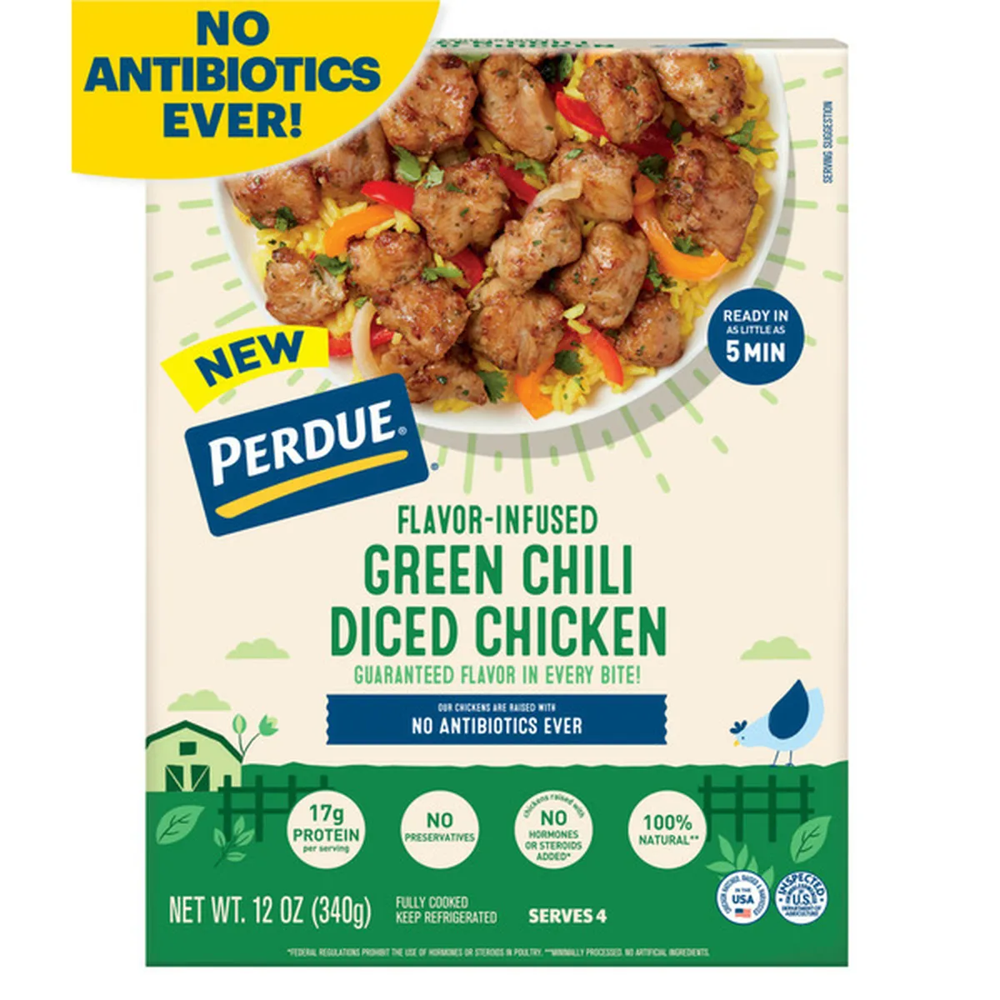 NO
ANTIBIOTICS
EVER!
SERVING SUGGESTION
READY IN
AS LITTLE AS
5 MIN
NEW
PERDUE®
®
FLAVOR-INFUSED
GREEN CHILI
DICED CHICKEN
GUARANTEED FLAVOR IN EVERY BITE!
OUR CHICKENS ARE RAISED WITH
NO ANTIBIOTICS EVER
17g
PROTEIN
per serving
NO
PRESERVATIVES
chickens raised with
NO
HORMONES
OR STEROIDS
ADDED*
100%
NATURAL**
IN THE
USA
INSPECTED
U.S.
DEPARTMENT OF
AGRICULTURE
NET WT. 12 OZ (340g)
FULLY COOKED
KEEP REFRIGERATED
SERVES 4
*FEDERAL REGULATIONS PROHIBIT THE USE OF HORMONES OR STEROIDS IN POULTRY. **MINIMALLY PROCESSED. NO ARTIFICIAL INGREDIENTS.